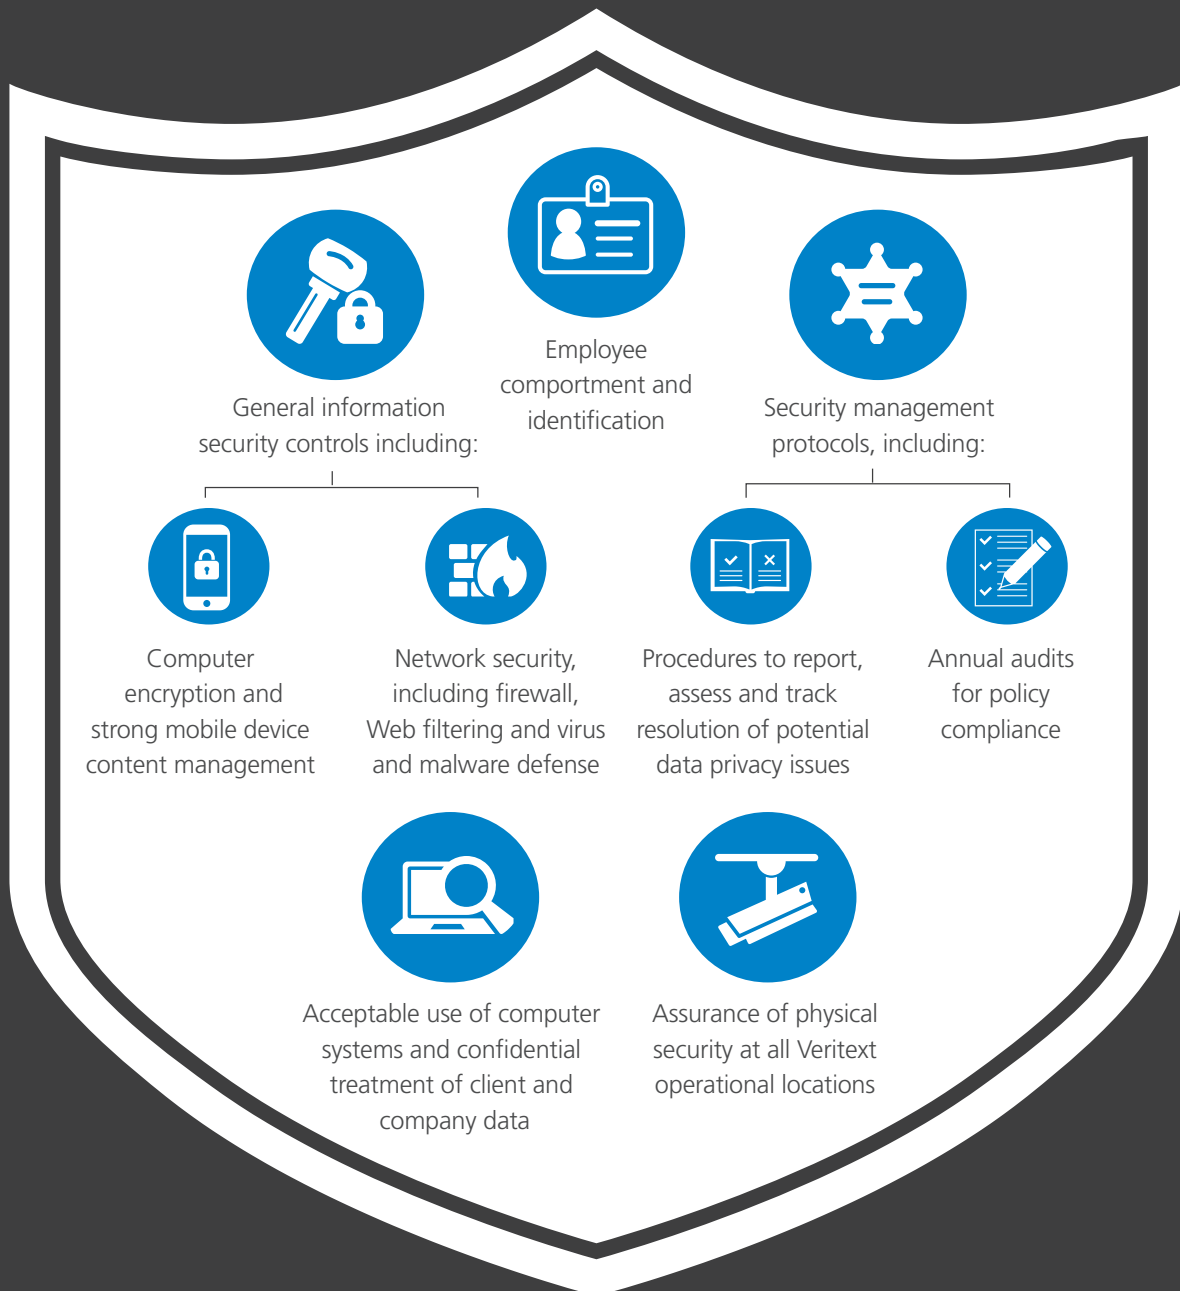 Employee
comportment and
identification
General information
security controls including:
Security management
protocols, including:
Computer
encryption and
strong mobile device
content management
Network security,
including firewall,
Web filtering and virus
and malware defense
Procedures to report,
assess and track
resolution of potential
data privacy issues
Annual audits
for policy
compliance
Acceptable use of computer
systems and confidential
treatment of client and
company data
Assurance of physical
security at all Veritext
operational locations